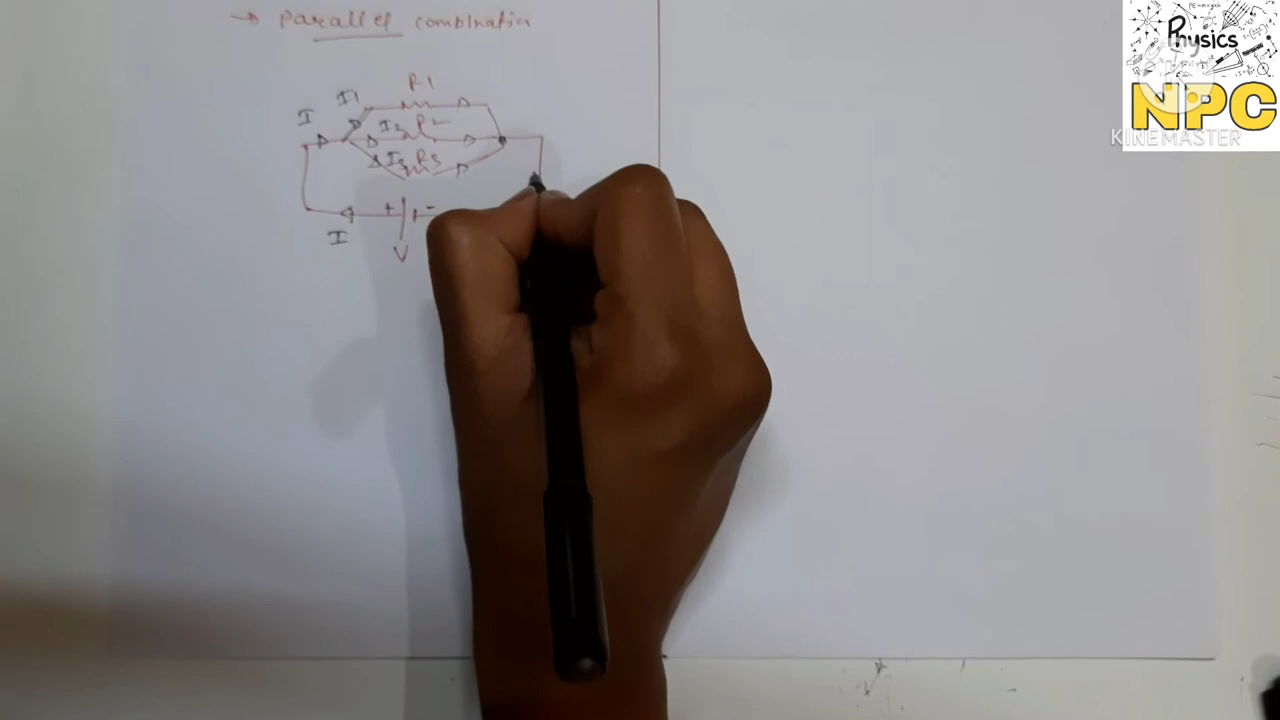 → Parallel combination
R1
I I1
I2 R2
I3 R3
+ -
I
V
Physics
NPC
KINEMASTER